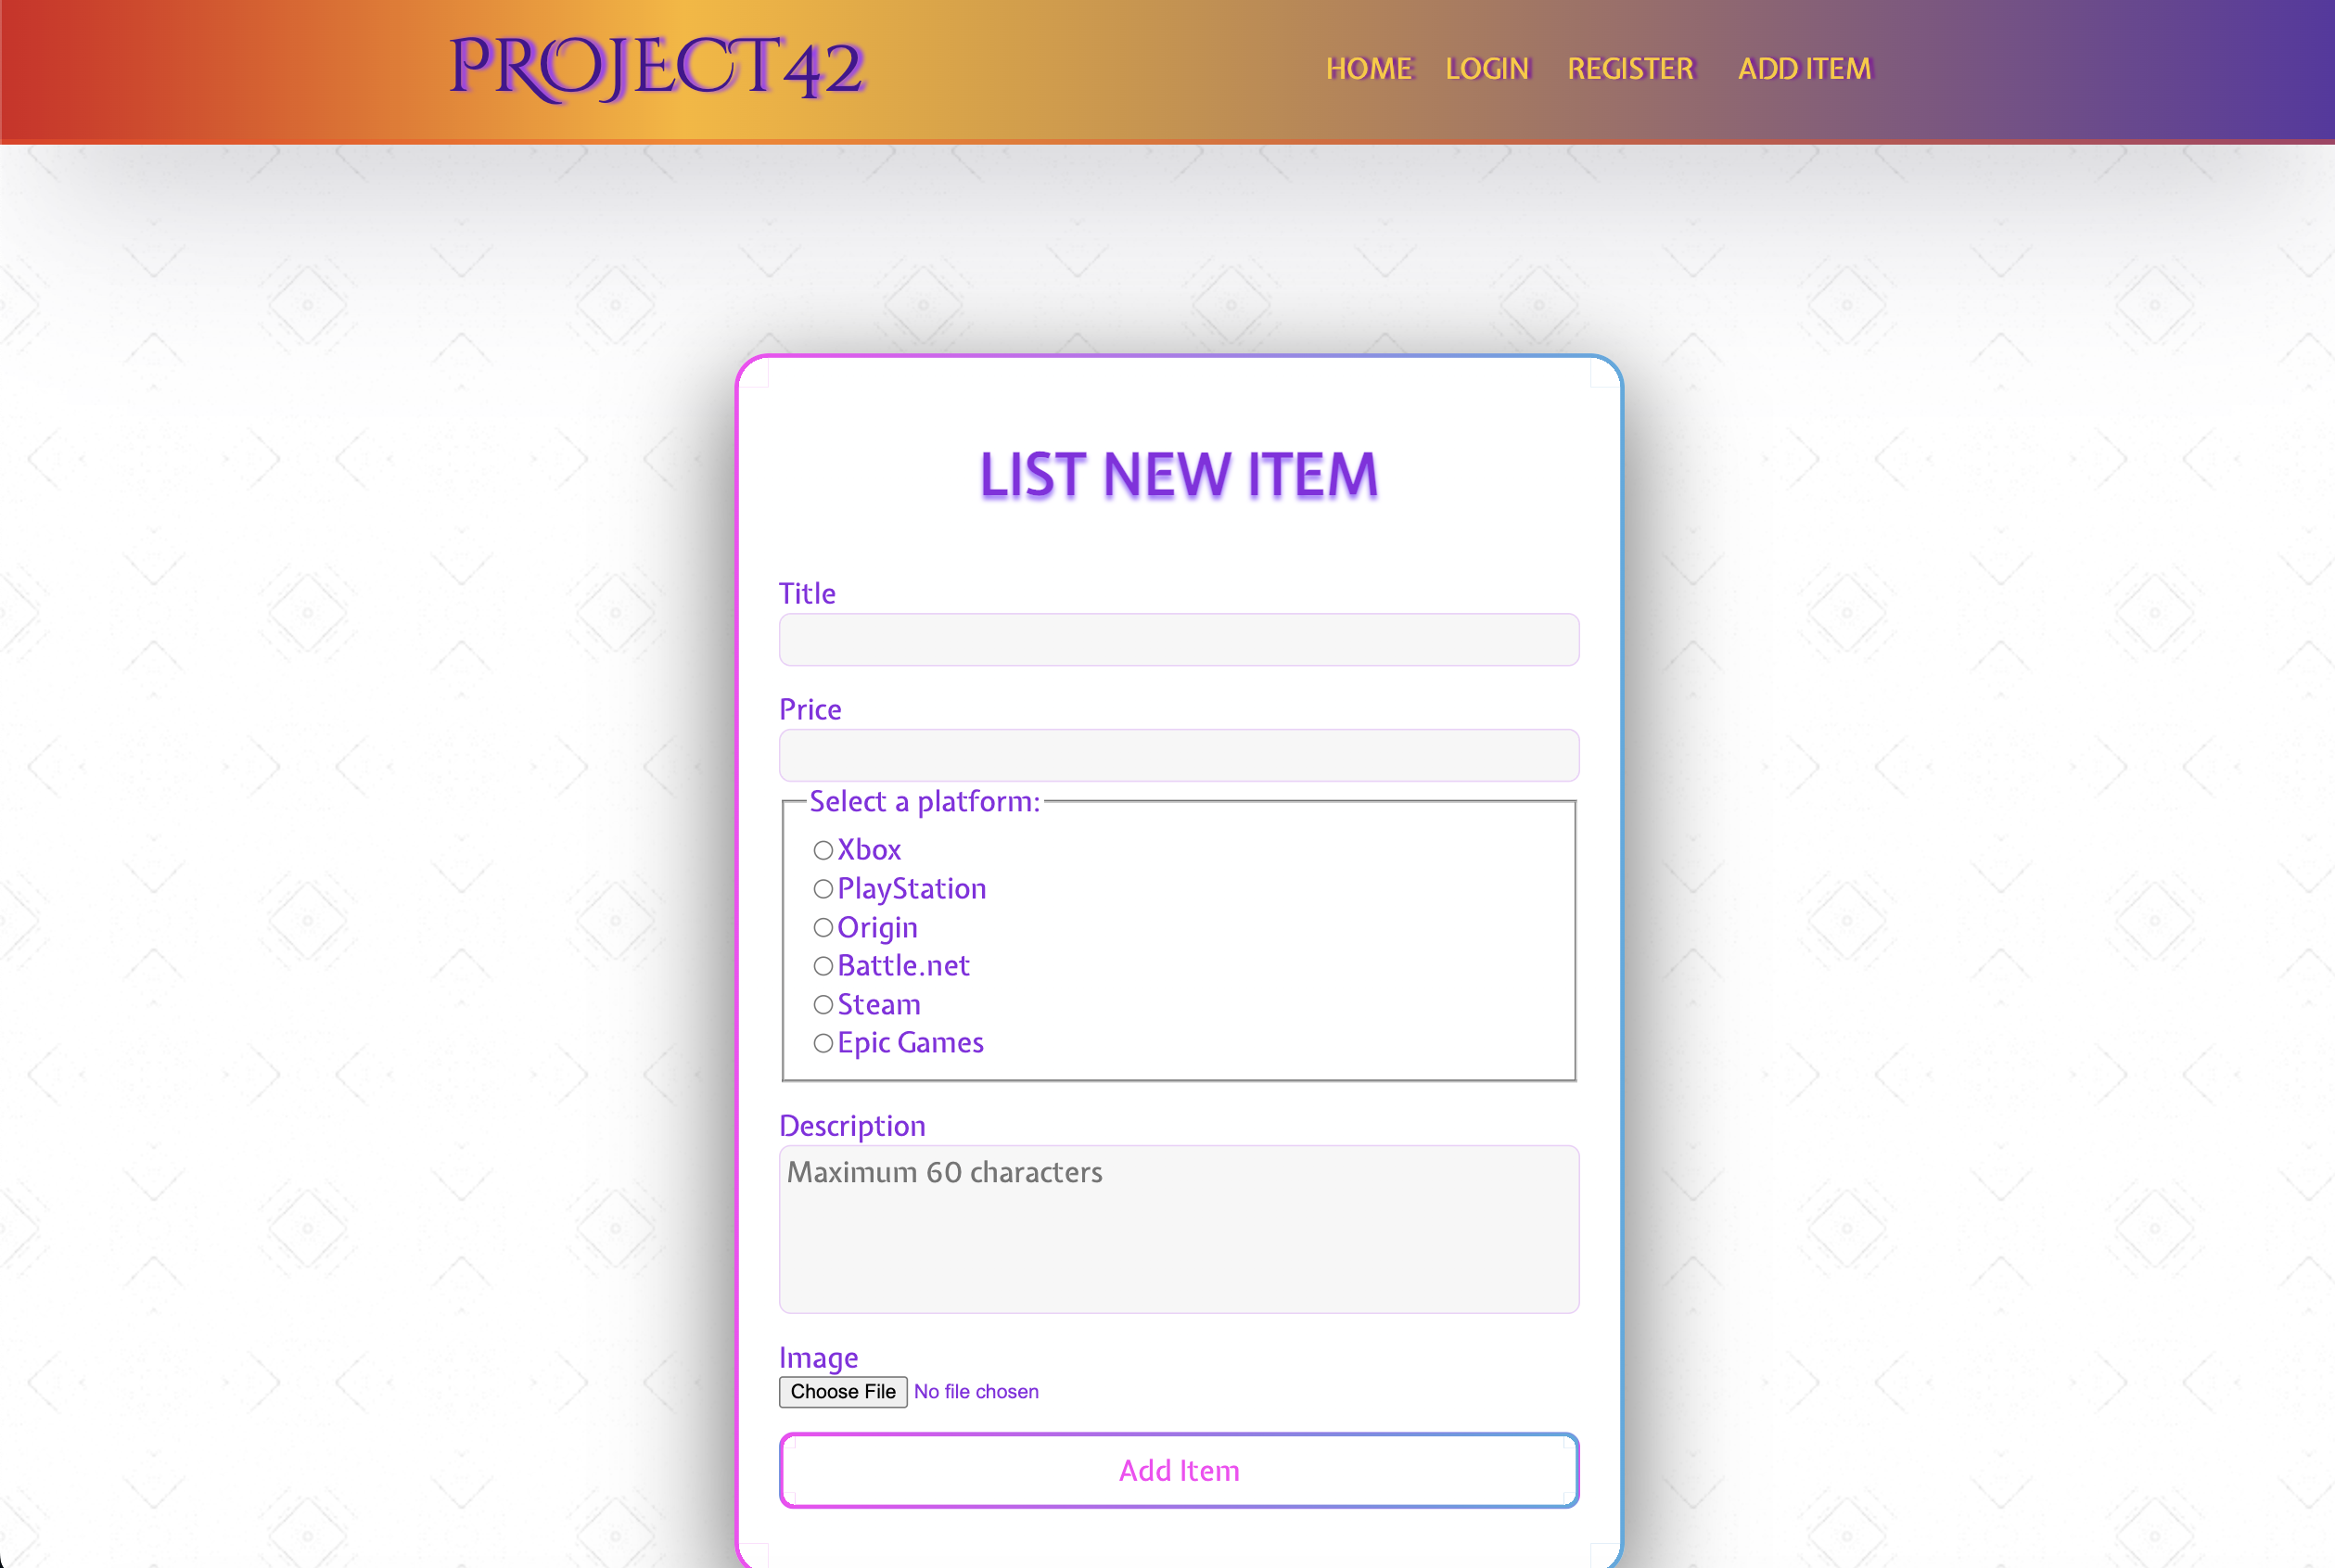 PROJECT42
HOME LOGIN REGISTER ADD ITEM
LIST NEW ITEM
Title
Price
Select a platform:
Xbox
PlayStation
Origin
Battle.net
Steam
Epic Games
Description
Maximum 60 characters
Image
Choose File No file chosen
Add Item